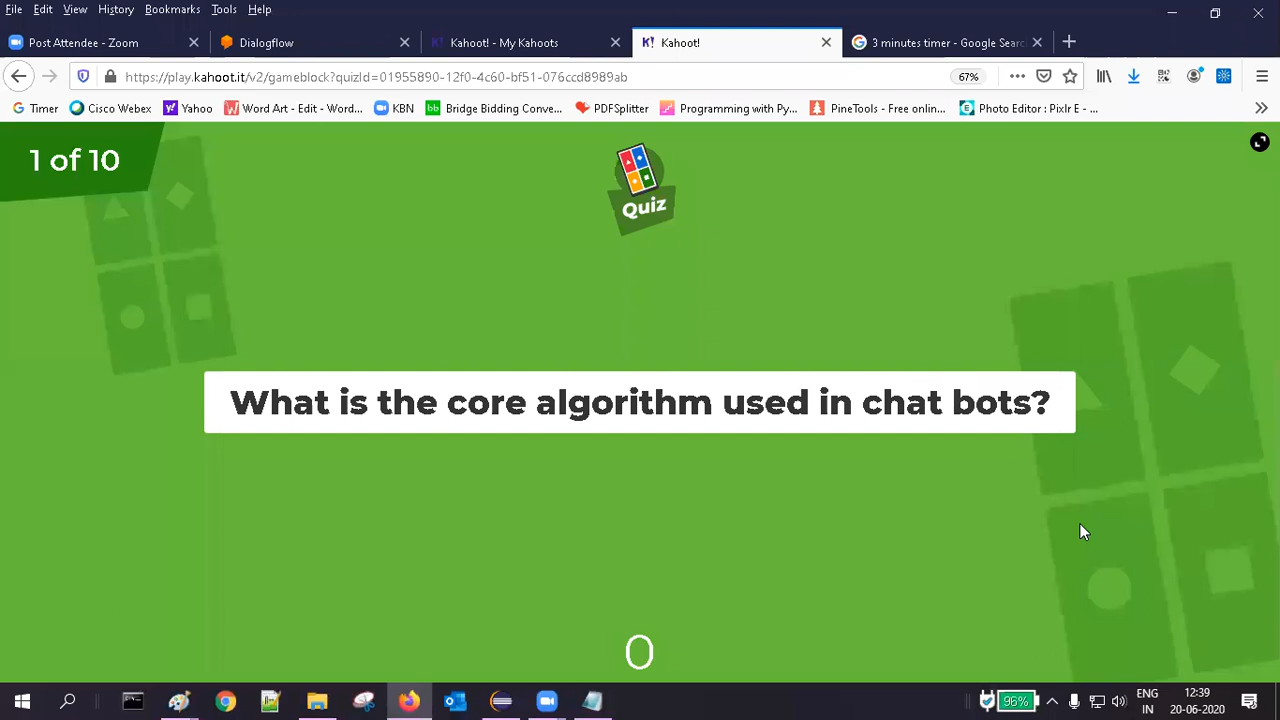 File Edit View History Bookmarks Tools Help
Post Attendee - Zoom
Dialogflow
K! Kahoot! - My Kahoots
K! Kahoot!
3 minutes timer - Google Searc
https://play.kahoot.it/v2/gameblock?quizId=01955890-12f0-4c60-bf51-076ccd8989ab
67%
Timer
Cisco Webex
Yahoo
Word Art - Edit - Word...
KBN
bb Bridge Bidding Conve...
PDFSplitter
Programming with Py...
PineTools - Free onlin...
Photo Editor : Pixlr E - ...
1 of 10
Quiz
What is the core algorithm used in chat bots?
0
96%
ENG
IN
12:39
20-06-2020